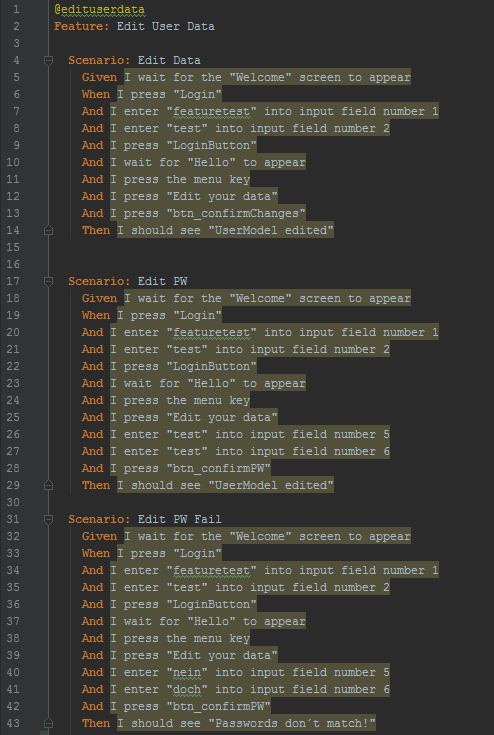 1 @edituserdata
2 Feature: Edit User Data
3
4 Scenario: Edit Data
5 Given I wait for the "Welcome" screen to appear
6 When I press "Login"
7 And I enter "featuretest" into input field number 1
8 And I enter "test" into input field number 2
9 And I press "LoginButton"
10 And I wait for "Hello" to appear
11 And I press the menu key
12 And I press "Edit your data"
13 And I press "btn_confirmChanges"
14 Then I should see "UserModel edited"
15
16
17 Scenario: Edit PW
18 Given I wait for the "Welcome" screen to appear
19 When I press "Login"
20 And I enter "featuretest" into input field number 1
21 And I enter "test" into input field number 2
22 And I press "LoginButton"
23 And I wait for "Hello" to appear
24 And I press the menu key
25 And I press "Edit your data"
26 And I enter "test" into input field number 5
27 And I enter "test" into input field number 6
28 And I press "btn_confirmPW"
29 Then I should see "UserModel edited"
30
31 Scenario: Edit PW Fail
32 Given I wait for the "Welcome" screen to appear
33 When I press "Login"
34 And I enter "featuretest" into input field number 1
35 And I enter "test" into input field number 2
36 And I press "LoginButton"
37 And I wait for "Hello" to appear
38 And I press the menu key
39 And I press "Edit your data"
40 And I enter "nein" into input field number 5
41 And I enter "doch" into input field number 6
42 And I press "btn_confirmPW"
43 Then I should see "Passwords don´t match!"